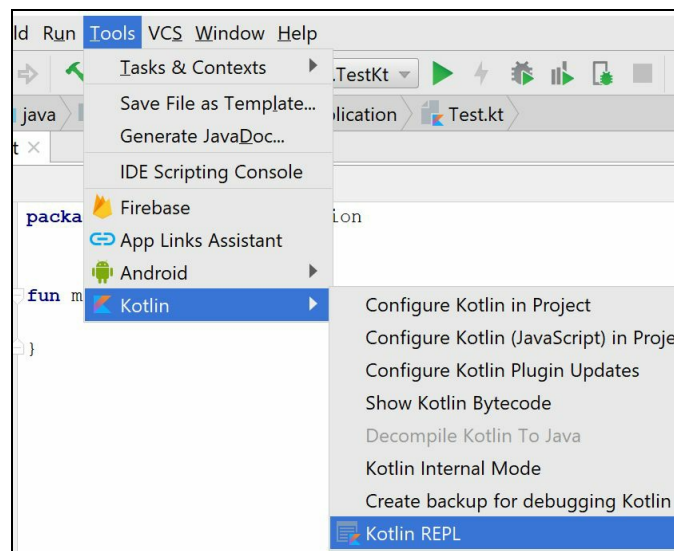 ld Run Tools VCS Window Help
Tasks & Contexts
.TestKt
Save File as Template...
java
lication
Test.kt
Generate JavaDoc...
t
IDE Scripting Console
Firebase
packa
ion
App Links Assistant
Android
fun m
Kotlin
Configure Kotlin in Project
}
Configure Kotlin (JavaScript) in Proje
Configure Kotlin Plugin Updates
Show Kotlin Bytecode
Decompile Kotlin To Java
Kotlin Internal Mode
Create backup for debugging Kotlin
Kotlin REPL